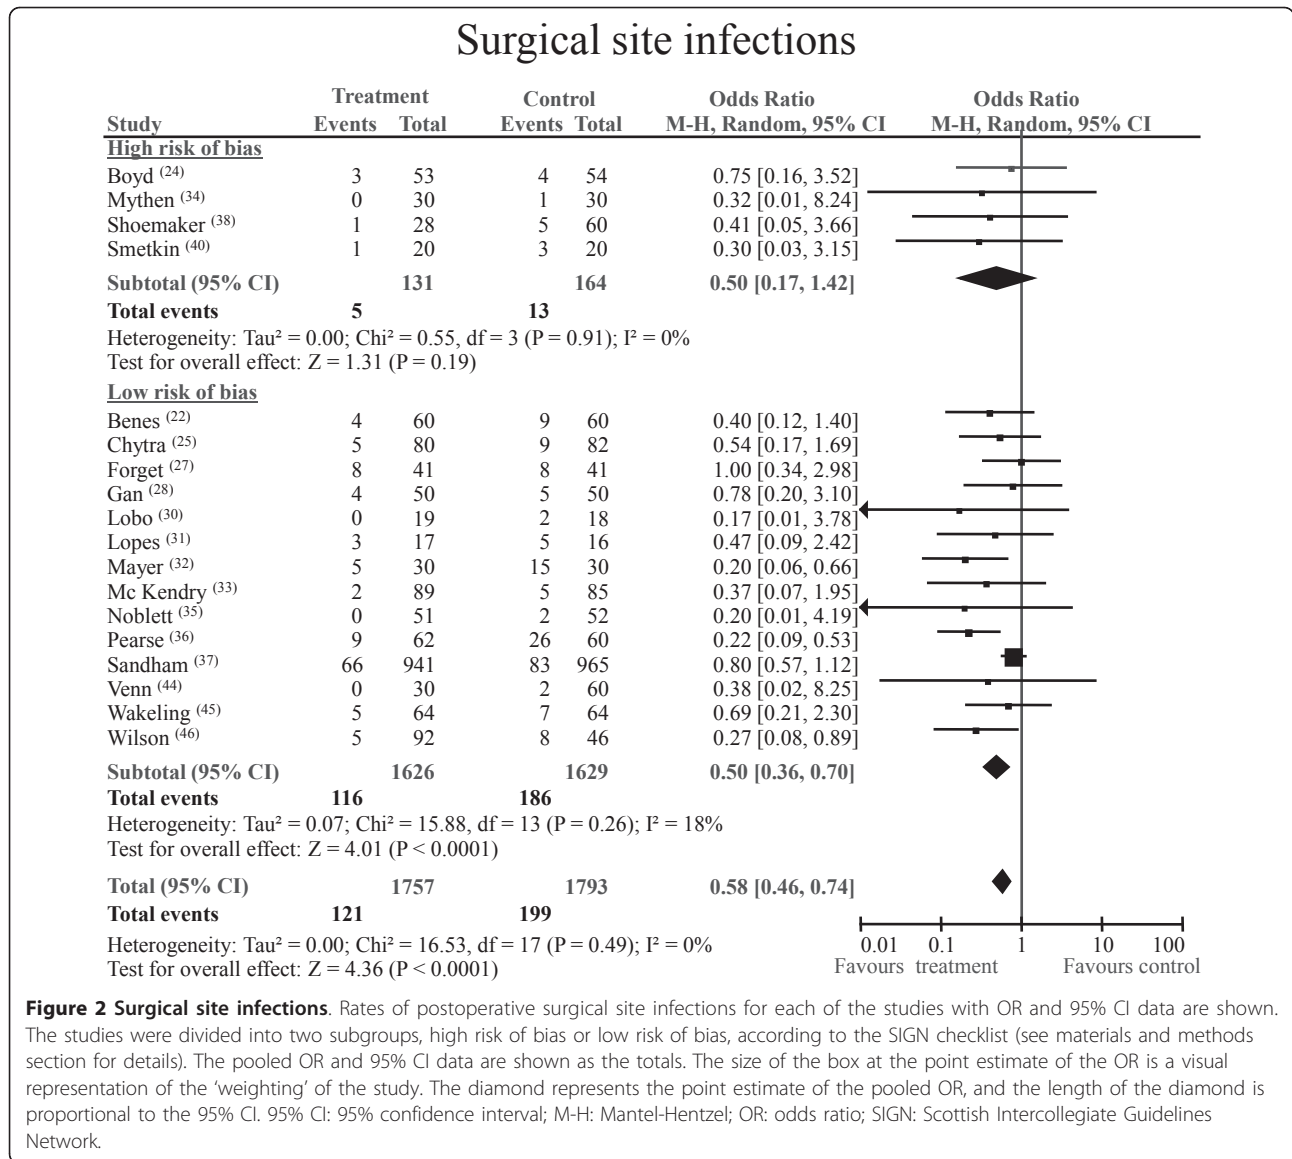 Surgical site infections
Treatment Control Odds Ratio Odds Ratio
Study Events Total Events Total M-H, Random, 95% CI M-H, Random, 95% CI
High risk of bias
Boyd (24) 3 53 4 54 0.75 [0.16, 3.52]
Mythen (34) 0 30 1 30 0.32 [0.01, 8.24]
Shoemaker (38) 1 28 5 60 0.41 [0.05, 3.66]
Smetkin (40) 1 20 3 20 0.30 [0.03, 3.15]
Subtotal (95% CI) 131 164 0.50 [0.17, 1.42]
Total events 5 13
Heterogeneity: Tau² = 0.00; Chi² = 0.55, df = 3 (P = 0.91); I² = 0%
Test for overall effect: Z = 1.31 (P = 0.19)
Low risk of bias
Benes (22) 4 60 9 60 0.40 [0.12, 1.40]
Chytra (25) 5 80 9 82 0.54 [0.17, 1.69]
Forget (27) 8 41 8 41 1.00 [0.34, 2.98]
Gan (28) 4 50 5 50 0.78 [0.20, 3.10]
Lobo (30) 0 19 2 18 0.17 [0.01, 3.78]
Lopes (31) 3 17 5 16 0.47 [0.09, 2.42]
Mayer (32) 5 30 15 30 0.20 [0.06, 0.66]
Mc Kendry (33) 2 89 5 85 0.37 [0.07, 1.95]
Noblett (35) 0 51 2 52 0.20 [0.01, 4.19]
Pearse (36) 9 62 26 60 0.22 [0.09, 0.53]
Sandham (37) 66 941 83 965 0.80 [0.57, 1.12]
Venn (44) 0 30 2 60 0.38 [0.02, 8.25]
Wakeling (45) 5 64 7 64 0.69 [0.21, 2.30]
Wilson (46) 5 92 8 46 0.27 [0.08, 0.89]
Subtotal (95% CI) 1626 1629 0.50 [0.36, 0.70]
Total events 116 186
Heterogeneity: Tau² = 0.07; Chi² = 15.88, df = 13 (P = 0.26); I² = 18%
Test for overall effect: Z = 4.01 (P < 0.0001)
Total (95% CI) 1757 1793 0.58 [0.46, 0.74]
Total events 121 199
Heterogeneity: Tau² = 0.00; Chi² = 16.53, df = 17 (P = 0.49); I² = 0%
Test for overall effect: Z = 4.36 (P < 0.0001)
0.01 0.1 1 10 100
Favours treatment Favours control
Figure 2 Surgical site infections. Rates of postoperative surgical site infections for each of the studies with OR and 95% CI data are shown.
The studies were divided into two subgroups, high risk of bias or low risk of bias, according to the SIGN checklist (see materials and methods
section for details). The pooled OR and 95% CI data are shown as the totals. The size of the box at the point estimate of the OR is a visual
representation of the ‘weighting’ of the study. The diamond represents the point estimate of the pooled OR, and the length of the diamond is
proportional to the 95% CI. 95% CI: 95% confidence interval; M-H: Mantel-Hentzel; OR: odds ratio; SIGN: Scottish Intercollegiate Guidelines
Network.